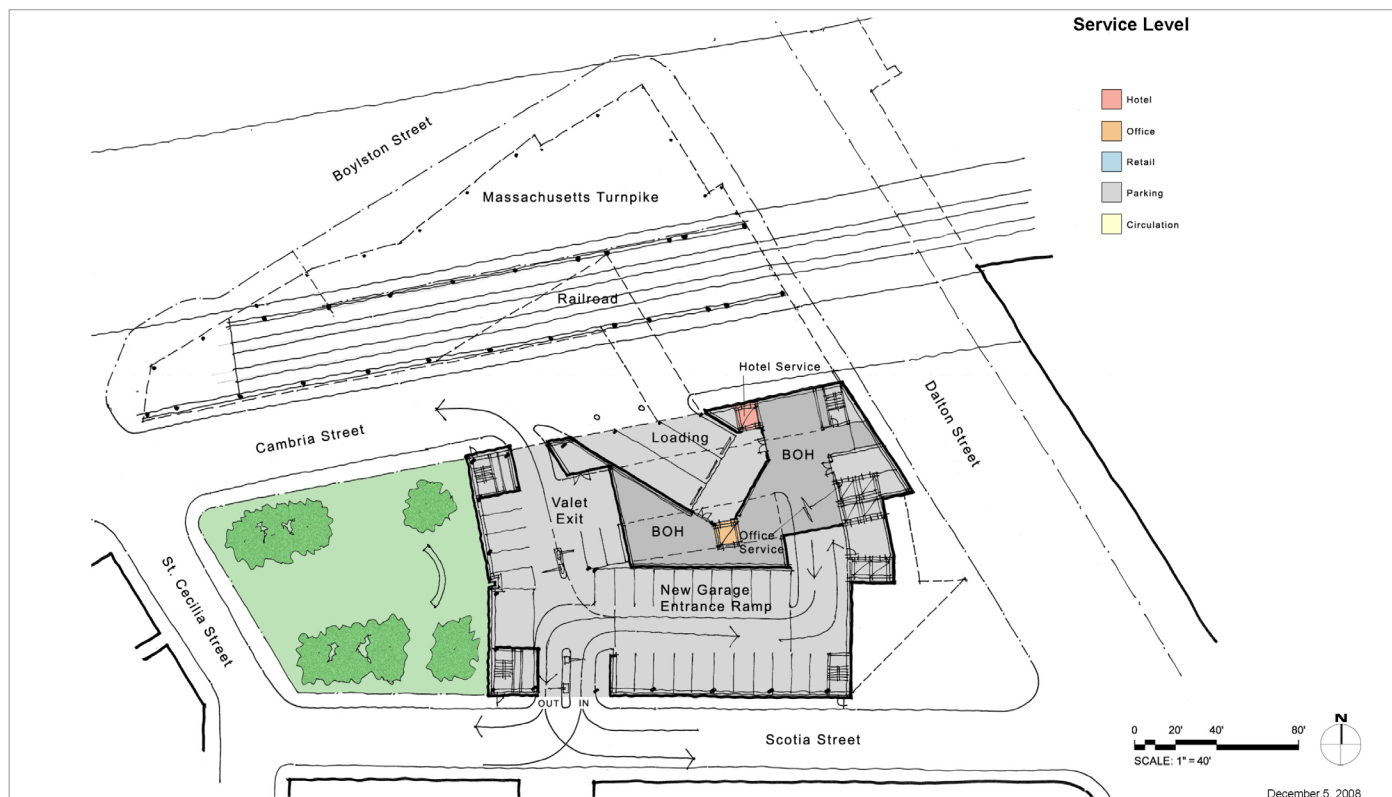 Service Level
Hotel
Office
Retail
Parking
Circulation
Boylston Street
Massachusetts Turnpike
Railroad
Hotel Service
Dalton Street
Cambria Street
Loading
BOH
Valet
Exit
BOH
Office
Service
St. Cecilia Street
New Garage
Entrance Ramp
OUT
IN
Scotia Street
0 20' 40' 80'
SCALE: 1" = 40'
N
December 5, 2008